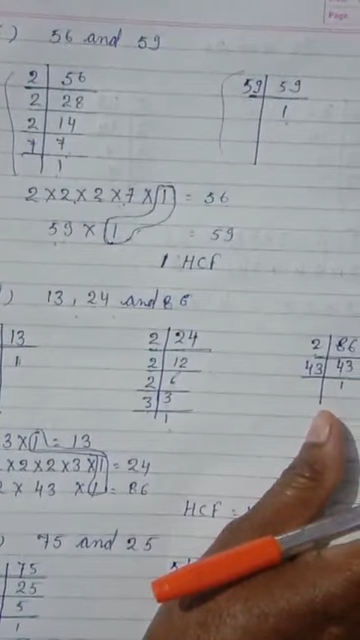 ) 56 and 59
2 | 56
2 | 28
2 | 14
7 | 7
1
59 | 59
1
2 × 2 × 2 × 7 × 1 = 56
59 × 1 = 59
1 HCF
) 13, 24 and 86
13
1
2 | 24
2 | 12
2 | 6
3 | 3
1
2 | 86
43 | 43
1
3 × 1 = 13
× 2 × 2 × 3 × 1 = 24
2 × 43 × 1 = 86
HCF =
) 75 and 25
75
25
5
1